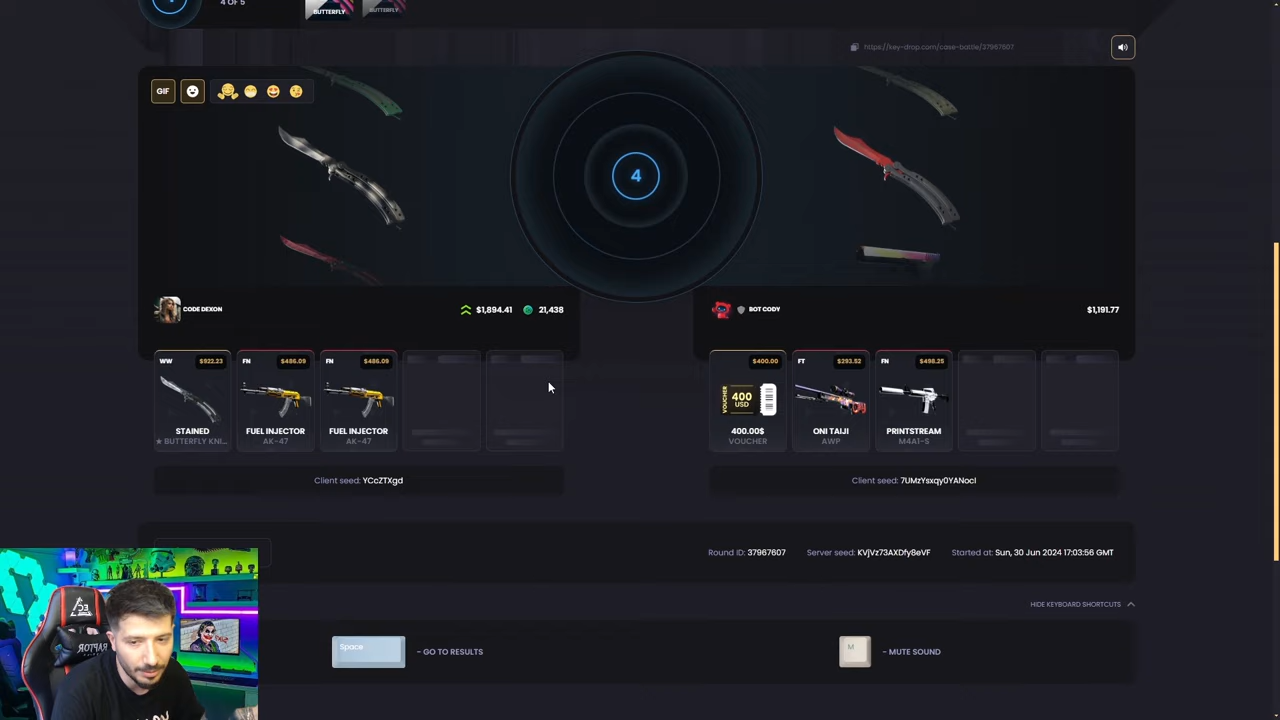 4 OF 5
BUTTERFLY
BUTTERFLY
https://key-drop.com/case-battle/37967607
GIF
4
CODE DEXON
$1,894.41
21,438
BOT CODY
$1,191.77
WW
$922.23
FN
$486.09
FN
$486.09
$400.00
FT
$293.52
FN
$498.25
VOUCHER
400
USD
STAINED
FUEL INJECTOR
FUEL INJECTOR
400.00$
ONI TAIJI
PRINTSTREAM
★ BUTTERFLY KNI...
AK-47
AK-47
VOUCHER
AWP
M4A1-S
Client seed: YCcZTXgd
Client seed: 7UMzYsxqy0YANocI
Round ID: 37967607
Server seed: KVjVz73AXDfy8eVF
Started at: Sun, 30 Jun 2024 17:03:56 GMT
HIDE KEYBOARD SHORTCUTS
Space
- GO TO RESULTS
M
- MUTE SOUND
RAPTOR